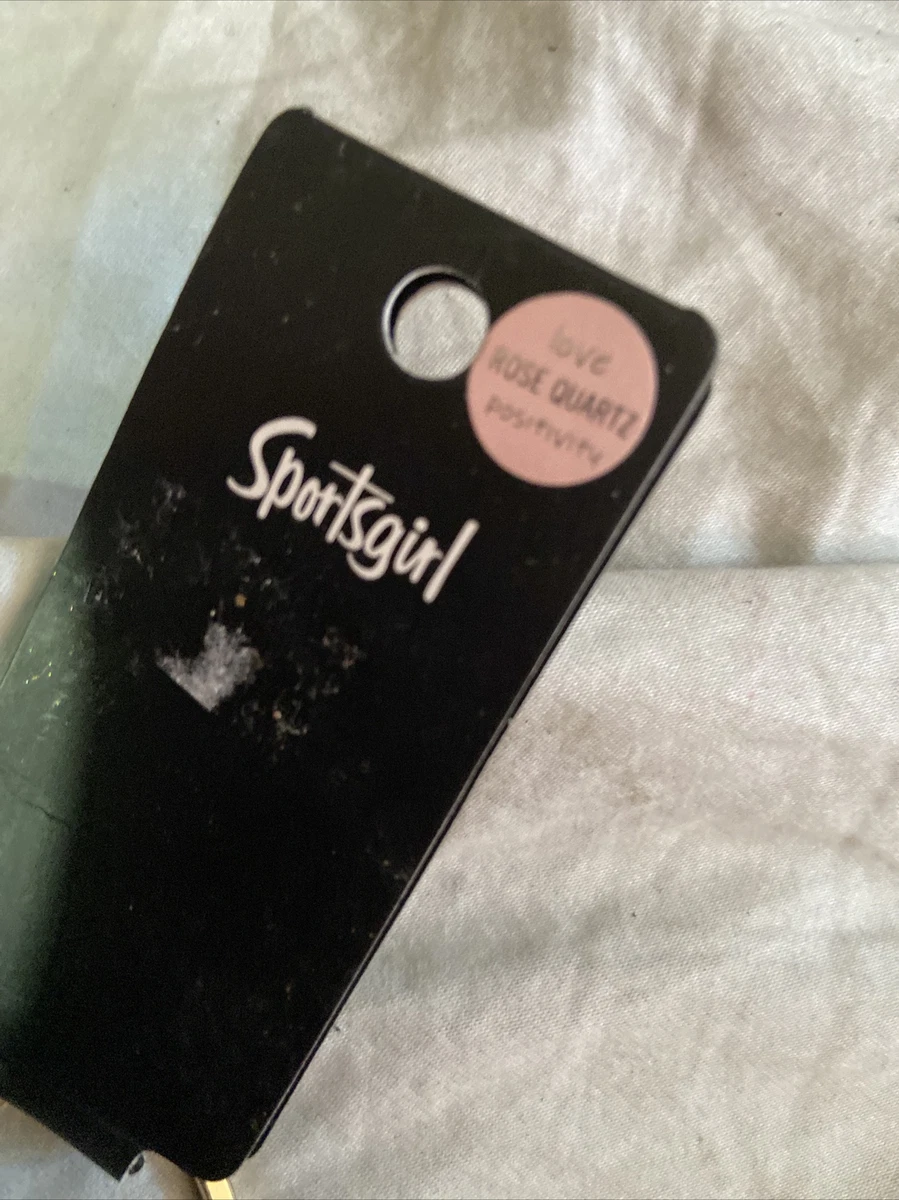 love
ROSE QUARTZ
positivity
Sportsgirl